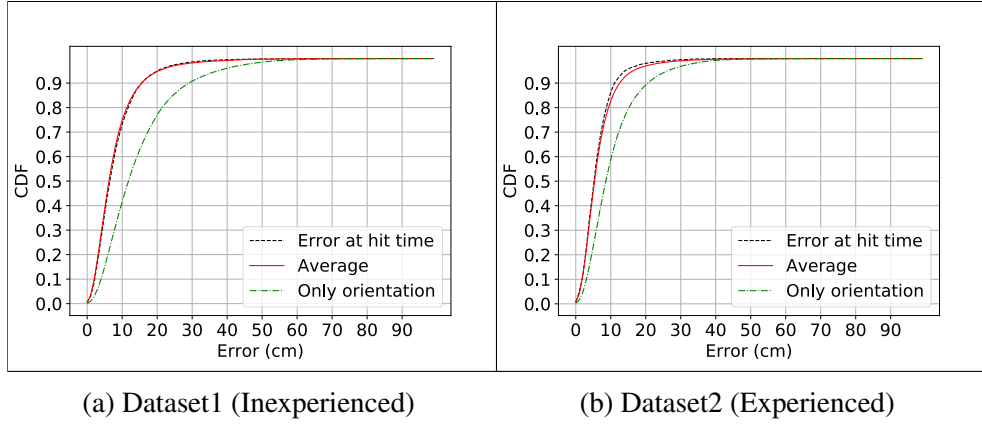 CDF
0.9
0.8
0.7
0.6
0.5
0.4
0.3
0.2
0.1
0.0
Error at hit time
Average
Only orientation
0 10 20 30 40 50 60 70 80 90
Error (cm)
(a) Dataset1 (Inexperienced)
CDF
0.9
0.8
0.7
0.6
0.5
0.4
0.3
0.2
0.1
0.0
Error at hit time
Average
Only orientation
0 10 20 30 40 50 60 70 80 90
Error (cm)
(b) Dataset2 (Experienced)